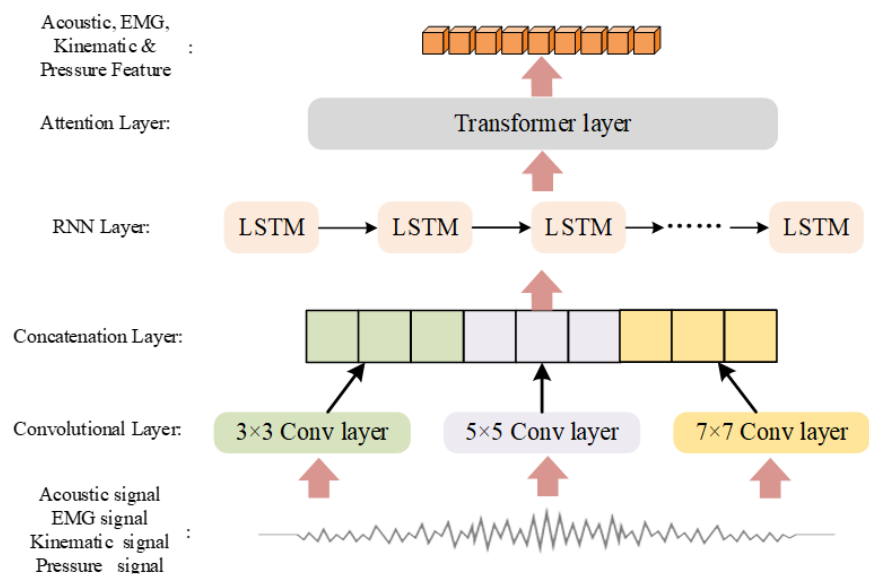 Acoustic, EMG,
Kinematic &
Pressure Feature
:
Attention Layer:
Transformer layer
RNN Layer:
LSTM
LSTM
LSTM
······
LSTM
Concatenation Layer:
Convolutional Layer:
3×3 Conv layer
5×5 Conv layer
7×7 Conv layer
Acoustic signal
EMG signal
Kinematic signal
Pressure signal
: